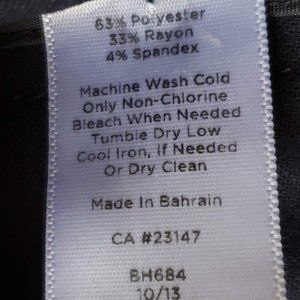 63% Polyester
33% Rayon
4% Spandex
Machine Wash Cold
Only Non-Chlorine
Bleach When Needed
Tumble Dry Low
Cool Iron, If Needed
Or Dry Clean
Made In Bahrain
CA #23147
BH684
10/13